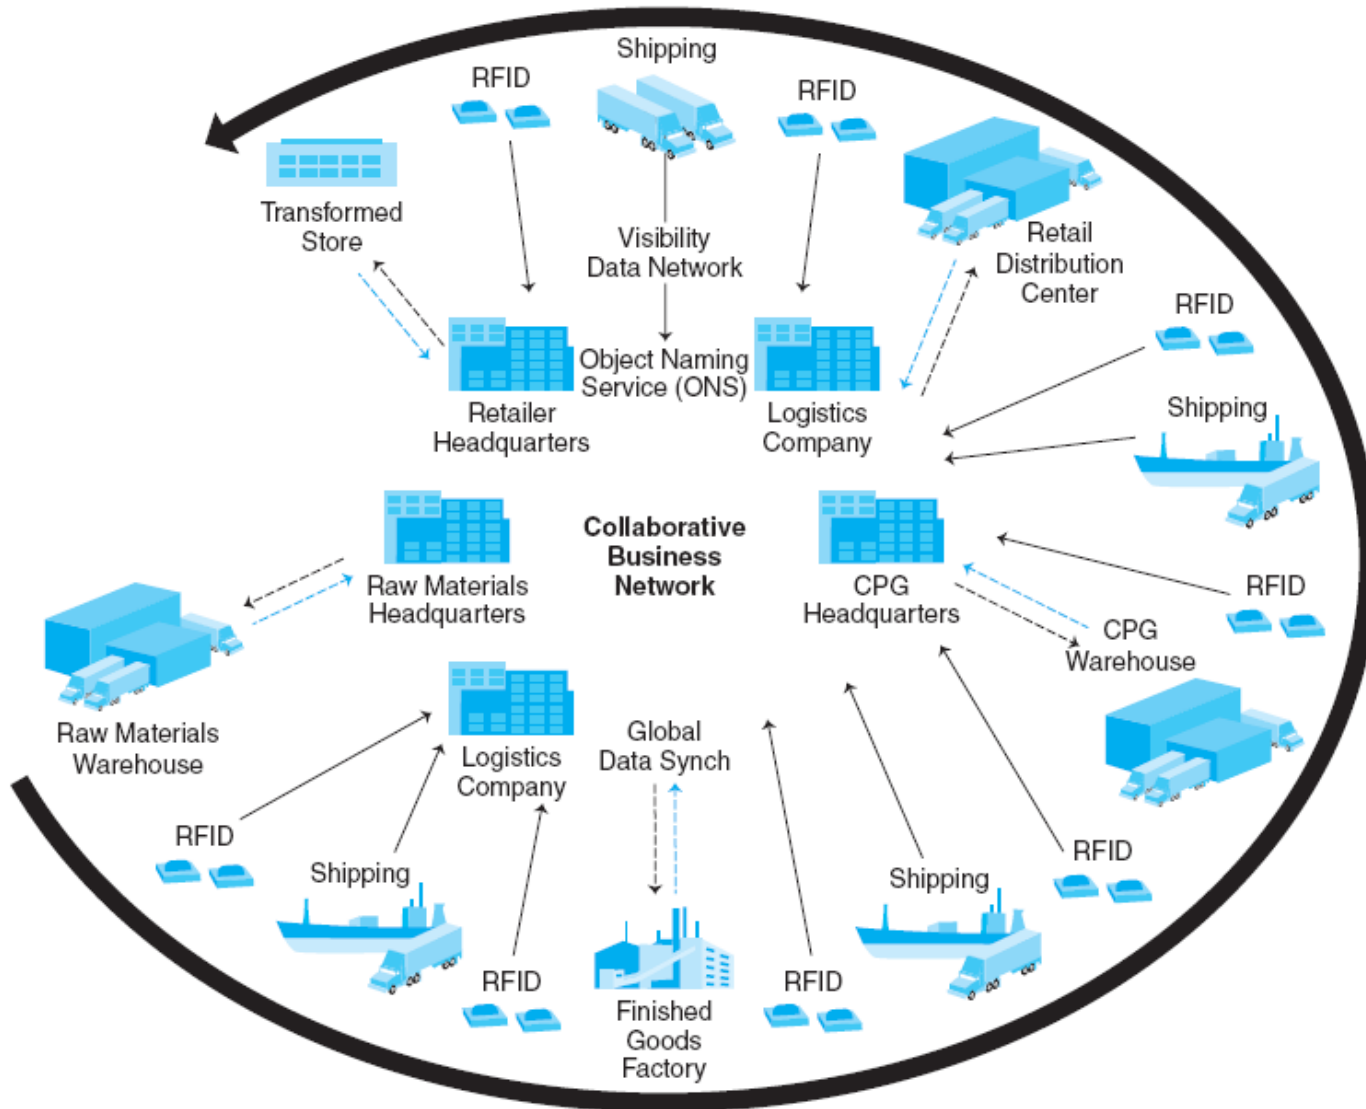 Shipping
RFID
RFID
Transformed
Store
Visibility
Data Network
Retail
Distribution
Center
RFID
Object Naming
Service (ONS)
Retailer
Headquarters
Logistics
Company
Shipping
Collaborative
Business
Network
Raw Materials
Headquarters
CPG
Headquarters
RFID
CPG
Warehouse
Raw Materials
Warehouse
Logistics
Company
Global
Data Synch
RFID
Shipping
RFID
Finished
Goods
Factory
RFID
Shipping
RFID